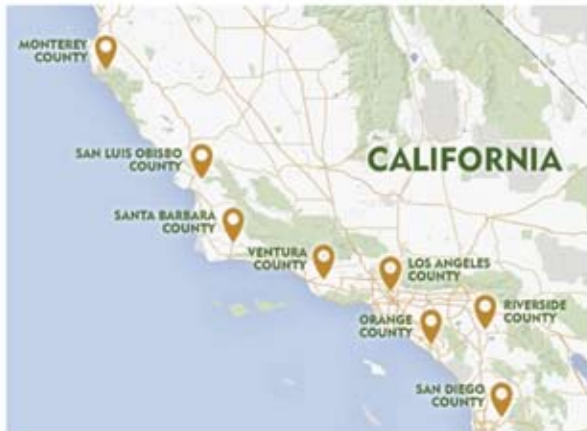 MONTEREY
COUNTY
SAN LUIS OBISBO
COUNTY
CALIFORNIA
SANTA BARBARA
COUNTY
VENTURA
COUNTY
LOS ANGELES
COUNTY
ORANGE
COUNTY
RIVERSIDE
COUNTY
SAN DIEGO
COUNTY